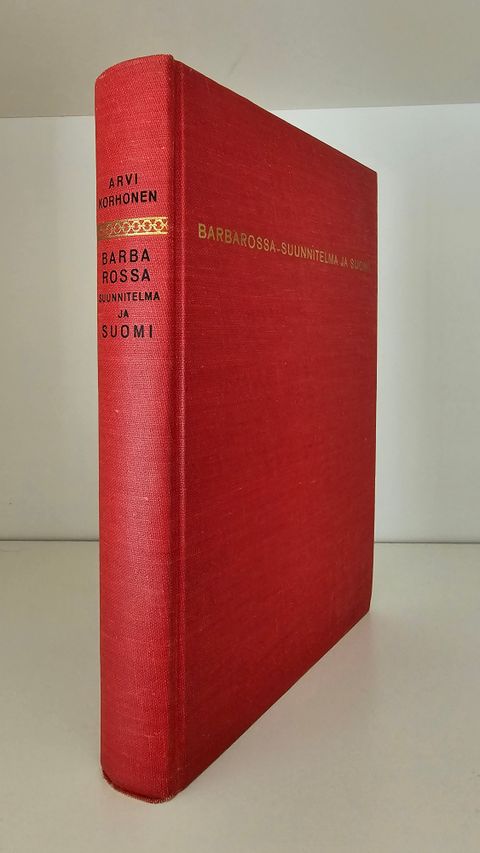 ARVI
KORHONEN
BARBA
ROSSA
SUUNNITELMA
JA
SUOMI
BARBAROSSA-SUUNNITELMA JA SUOMI